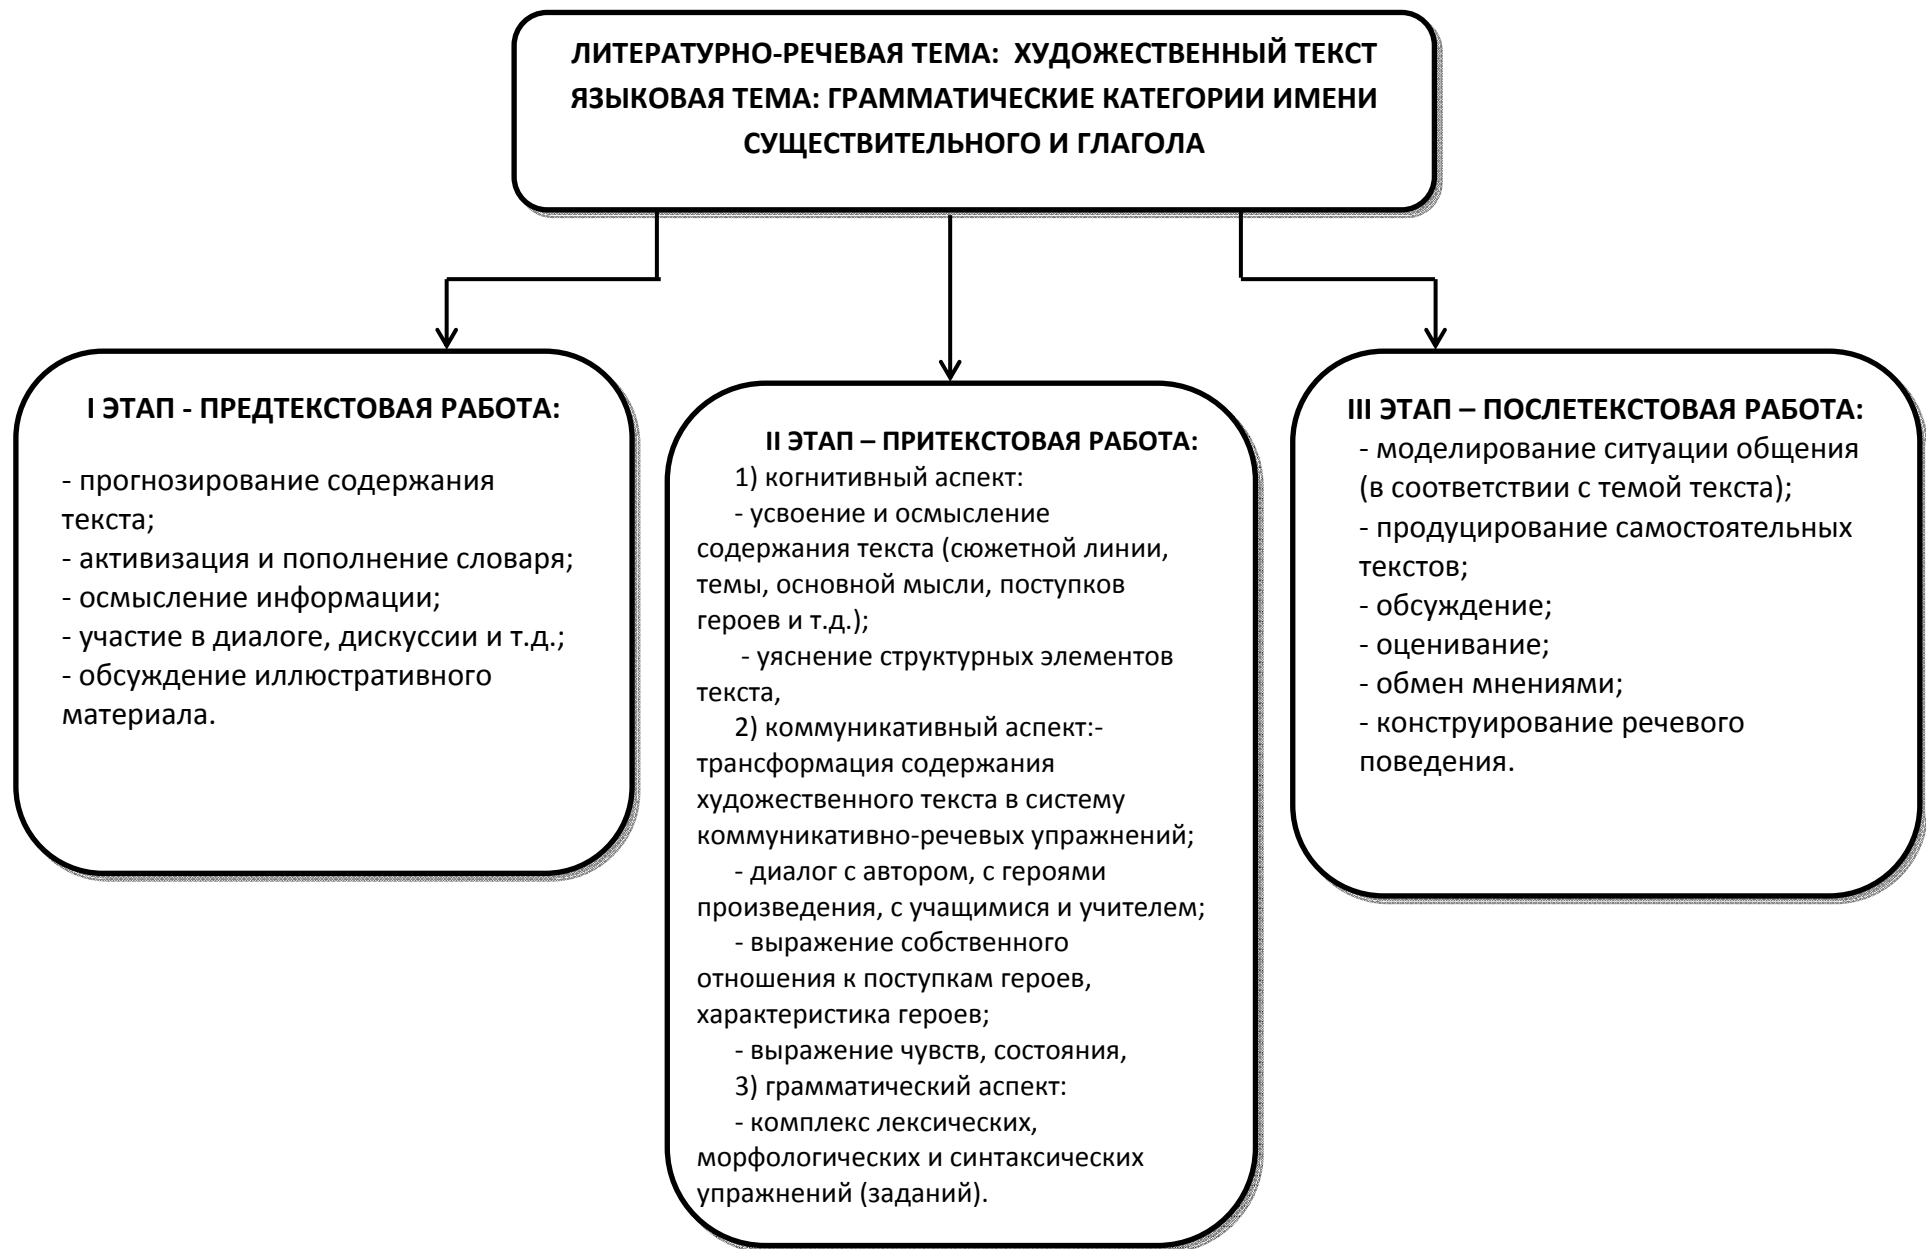 ЛИТЕРАТУРНО-РЕЧЕВАЯ ТЕМА: ХУДОЖЕСТВЕННЫЙ ТЕКСТ
ЯЗЫКОВАЯ ТЕМА: ГРАММАТИЧЕСКИЕ КАТЕГОРИИ ИМЕНИ
СУЩЕСТВИТЕЛЬНОГО И ГЛАГОЛА
I ЭТАП - ПРЕДТЕКСТОВАЯ РАБОТА:
- прогнозирование содержания
текста;
- активизация и пополнение словаря;
- осмысление информации;
- участие в диалоге, дискуссии и т.д.;
- обсуждение иллюстративного
материала.
II ЭТАП – ПРИТЕКСТОВАЯ РАБОТА:
1) когнитивный аспект:
- усвоение и осмысление
содержания текста (сюжетной линии,
темы, основной мысли, поступков
героев и т.д.);
- уяснение структурных элементов
текста,
2) коммуникативный аспект:-
трансформация содержания
художественного текста в систему
коммуникативно-речевых упражнений;
- диалог с автором, с героями
произведения, с учащимися и учителем;
- выражение собственного
отношения к поступкам героев,
характеристика героев;
- выражение чувств, состояния,
3) грамматический аспект:
- комплекс лексических,
морфологических и синтаксических
упражнений (заданий).
III ЭТАП – ПОСЛЕТЕКСТОВАЯ РАБОТА:
- моделирование ситуации общения
(в соответствии с темой текста);
- продуцирование самостоятельных
текстов;
- обсуждение;
- оценивание;
- обмен мнениями;
- конструирование речевого
поведения.